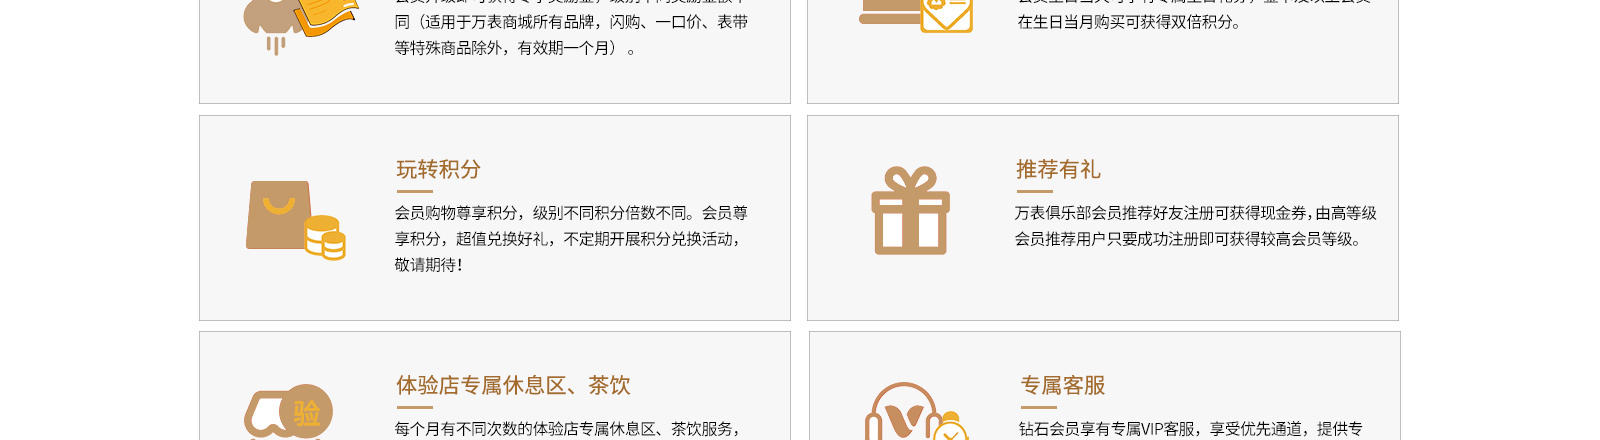 同（适用于万表商城所有品牌，闪购、一口价、表带
等特殊商品除外，有效期一个月）。
在生日当月购买可获得双倍积分。
玩转积分
会员购物尊享积分，级别不同积分倍数不同。会员尊
享积分，超值兑换好礼，不定期开展积分兑换活动，
敬请期待！
推荐有礼
万表俱乐部会员推荐好友注册可获得现金券，由高等级
会员推荐用户只要成功注册即可获得较高会员等级。
体验店专属休息区、茶饮
验
每个月有不同次数的体验店专属休息区、茶饮服务，
专属客服
钻石会员享有专属VIP客服，享受优先通道，提供专